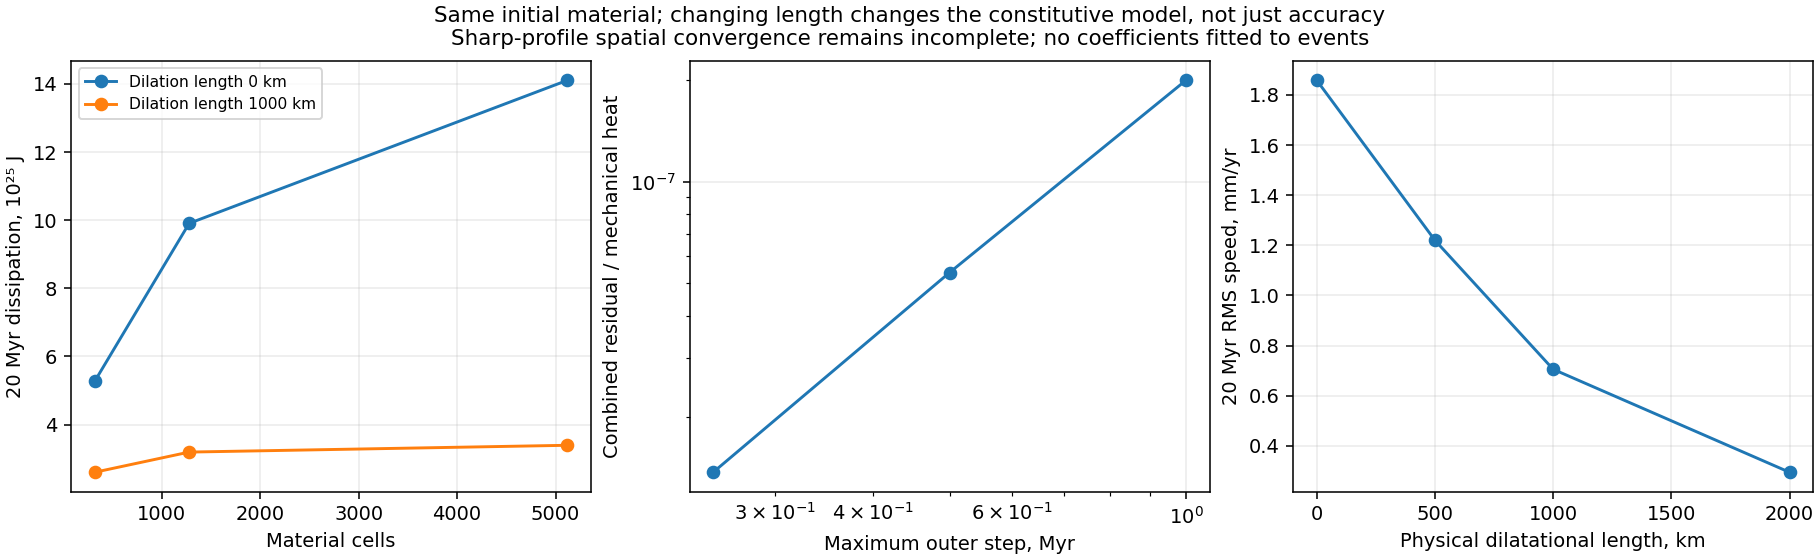 Same initial material; changing length changes the constitutive model, not just accuracy
Sharp-profile spatial convergence remains incomplete; no coefficients fitted to events
20 Myr dissipation, 10²⁵ J
14
12
10
8
6
4
Dilation length 0 km
Dilation length 1000 km
1000
2000
3000
4000
5000
Material cells
Combined residual / mechanical heat
10⁻⁷
3 × 10⁻¹
4 × 10⁻¹
6 × 10⁻¹
10⁰
Maximum outer step, Myr
20 Myr RMS speed, mm/yr
1.8
1.6
1.4
1.2
1.0
0.8
0.6
0.4
0
500
1000
1500
2000
Physical dilatational length, km